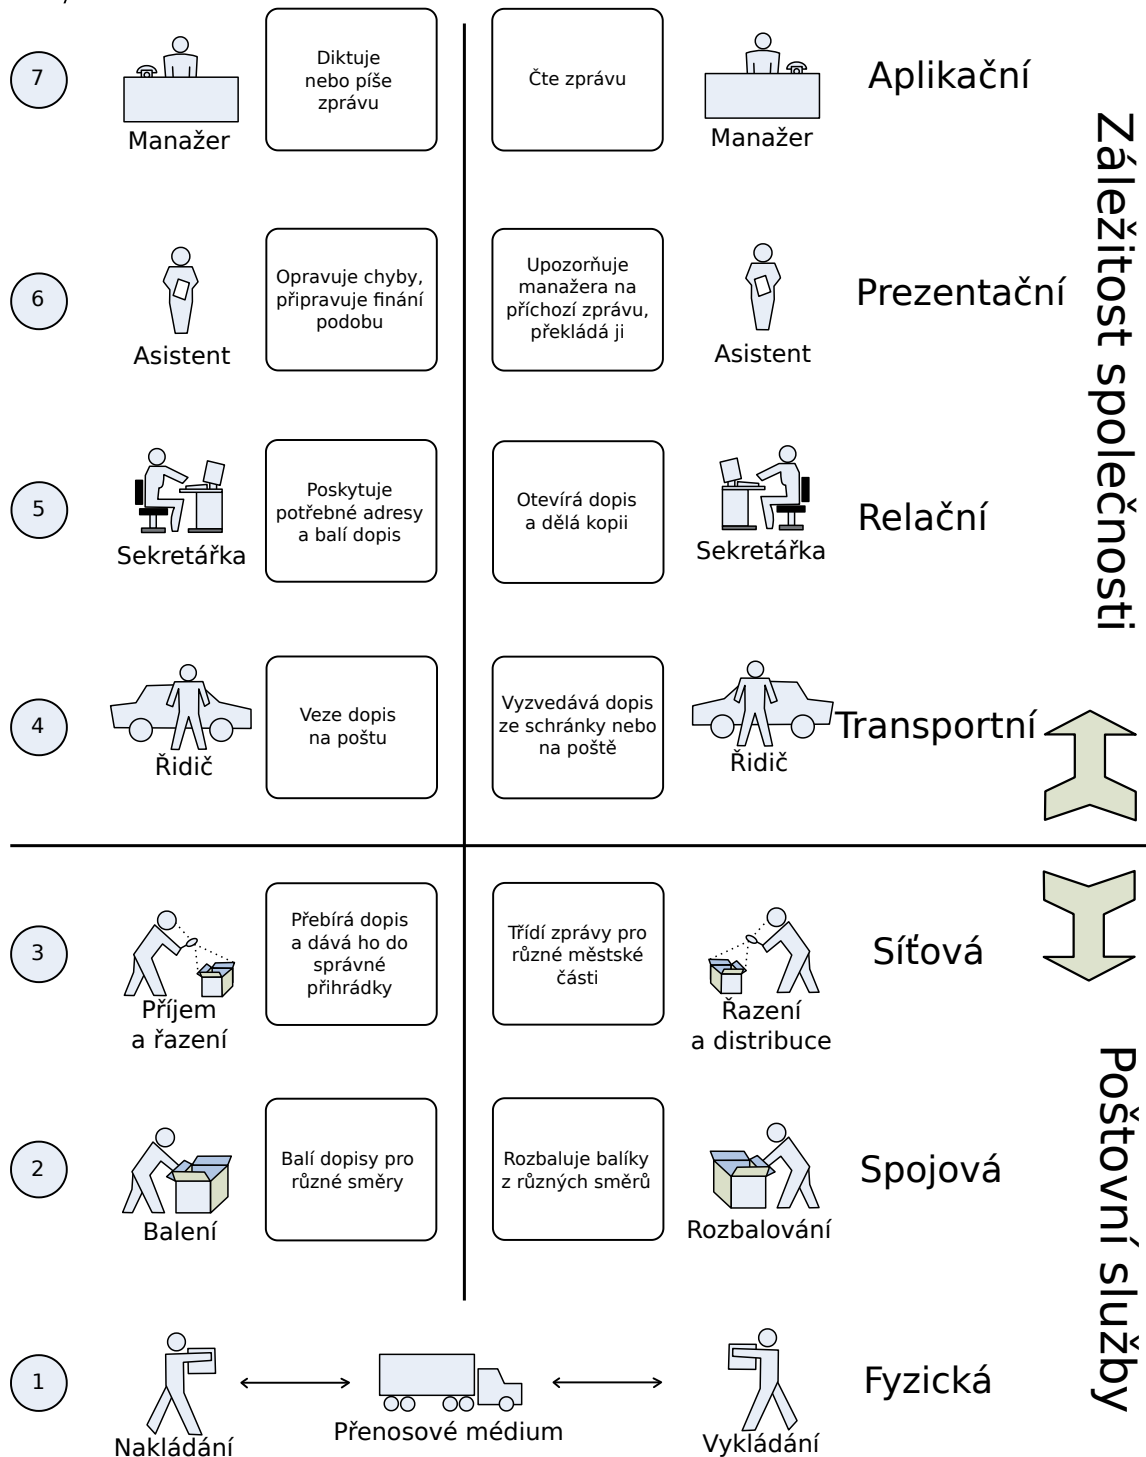 7
Manažer
Diktuje
nebo píše
zprávu
Čte zprávu
Manažer
Aplikační
6
Asistent
Opravuje chyby,
připravuje finání
podobu
Upozorňuje
manažera na
příchozí zprávu,
překládá ji
Asistent
Prezentační
5
Sekretářka
Poskytuje
potřebné adresy
a balí dopis
Otevírá dopis
a dělá kopii
Sekretářka
Relační
4
Řidič
Veze dopis
na poštu
Vyzvedává dopis
ze schránky nebo
na poště
Řidič
Transportní
Záležitost společnosti
3
Příjem
a řazení
Přebírá dopis
a dává ho do
správné
přihrádky
Třídí zprávy pro
různé městské
části
Řazení
a distribuce
Síťová
2
Balení
Balí dopisy pro
různé směry
Rozbaluje balíky
z různých směrů
Rozbalování
Spojová
1
Nakládání
Přenosové médium
Vykládání
Fyzická
Poštovní služby